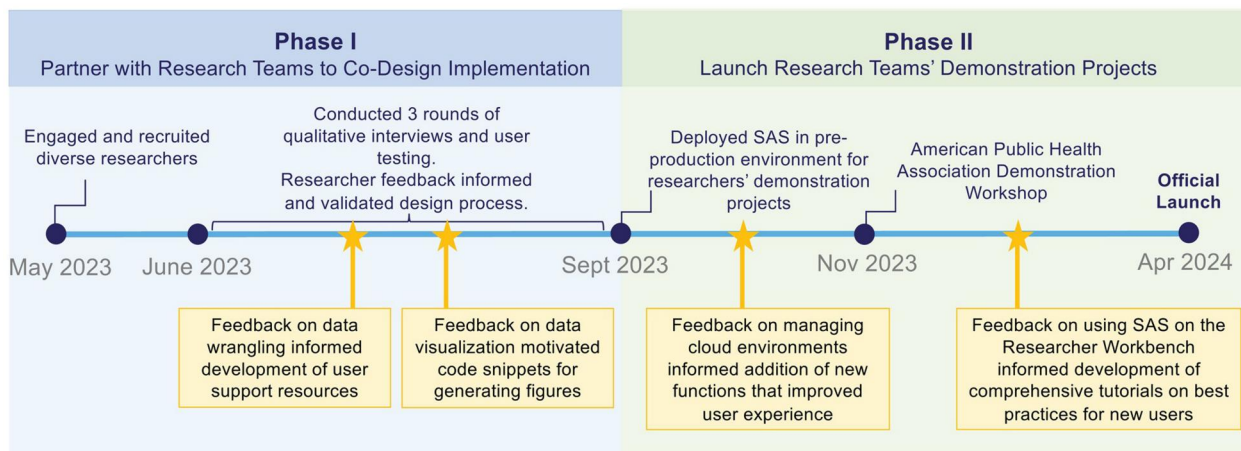 Phase I
Partner with Research Teams to Co-Design Implementation
Phase II
Launch Research Teams' Demonstration Projects
Engaged and recruited
diverse researchers
Conducted 3 rounds of
qualitative interviews and user
testing.
Researcher feedback informed
and validated design process.
Deployed SAS in pre-
production environment for
researchers' demonstration
projects
American Public Health
Association Demonstration
Workshop
Official
Launch
May 2023
June 2023
Sept 2023
Nov 2023
Apr 2024
Feedback on data
wrangling informed
development of user
support resources
Feedback on data
visualization motivated
code snippets for
generating figures
Feedback on managing
cloud environments
informed addition of new
functions that improved
user experience
Feedback on using SAS on the
Researcher Workbench
informed development of
comprehensive tutorials on best
practices for new users